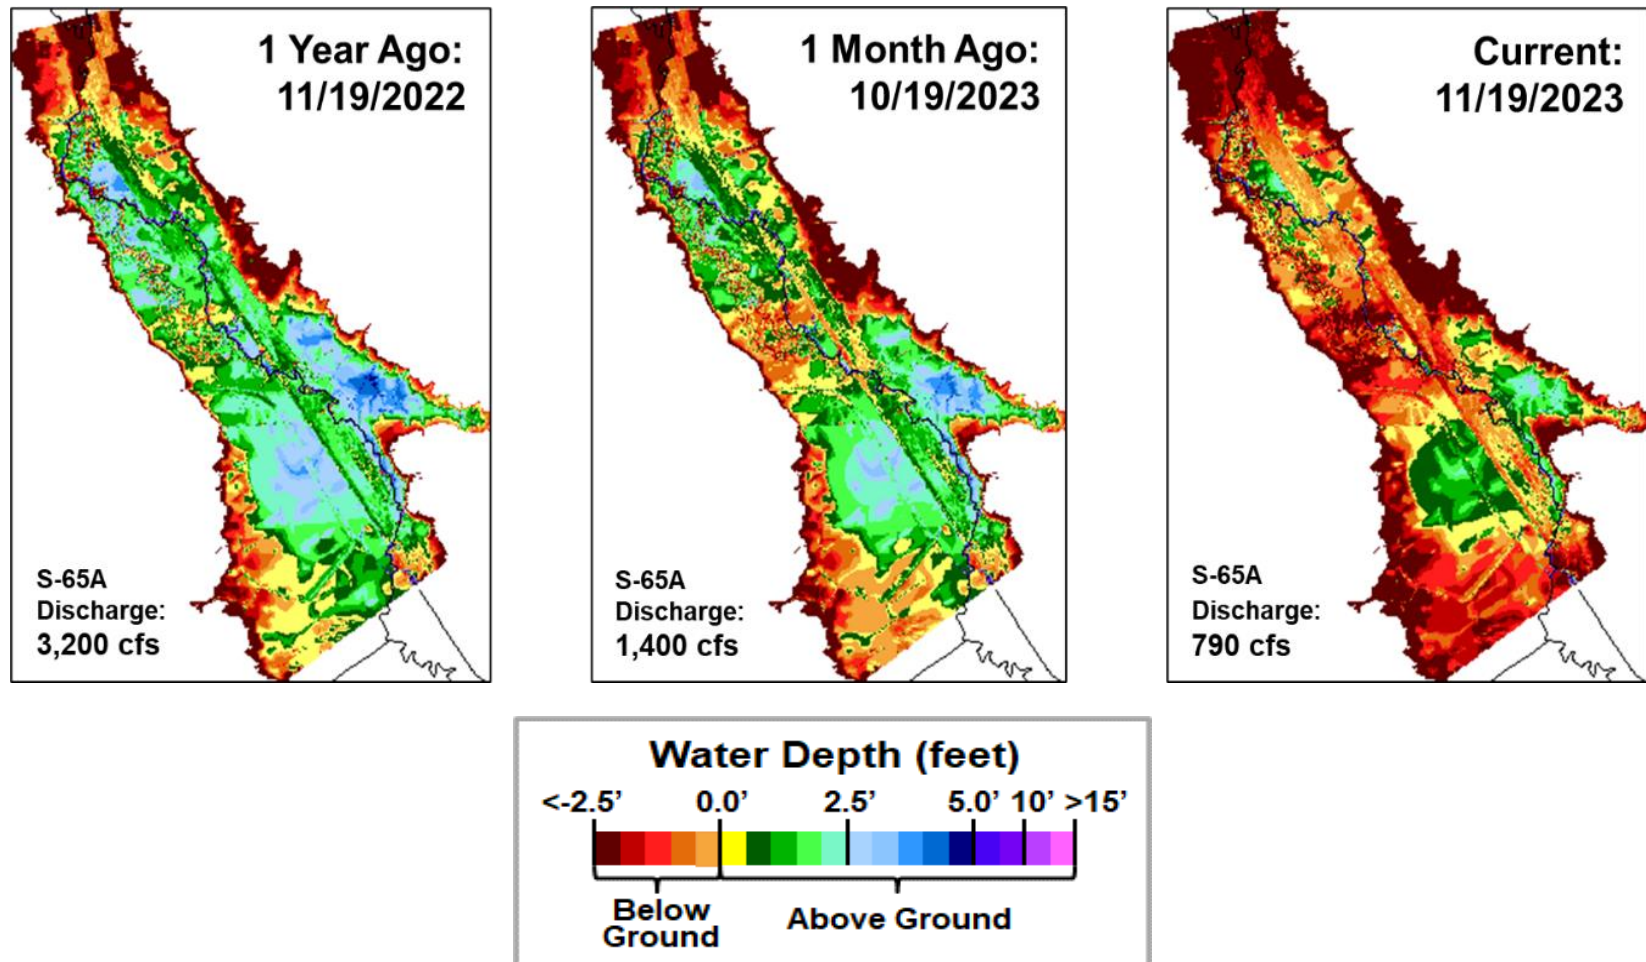 1 Year Ago:
11/19/2022
S-65A
Discharge:
3,200 cfs
1 Month Ago:
10/19/2023
S-65A
Discharge:
1,400 cfs
Current:
11/19/2023
S-65A
Discharge:
790 cfs
Water Depth (feet)
<-2.5’ 0.0’ 2.5’ 5.0’ 10’ >15’
Below
Ground
Above Ground